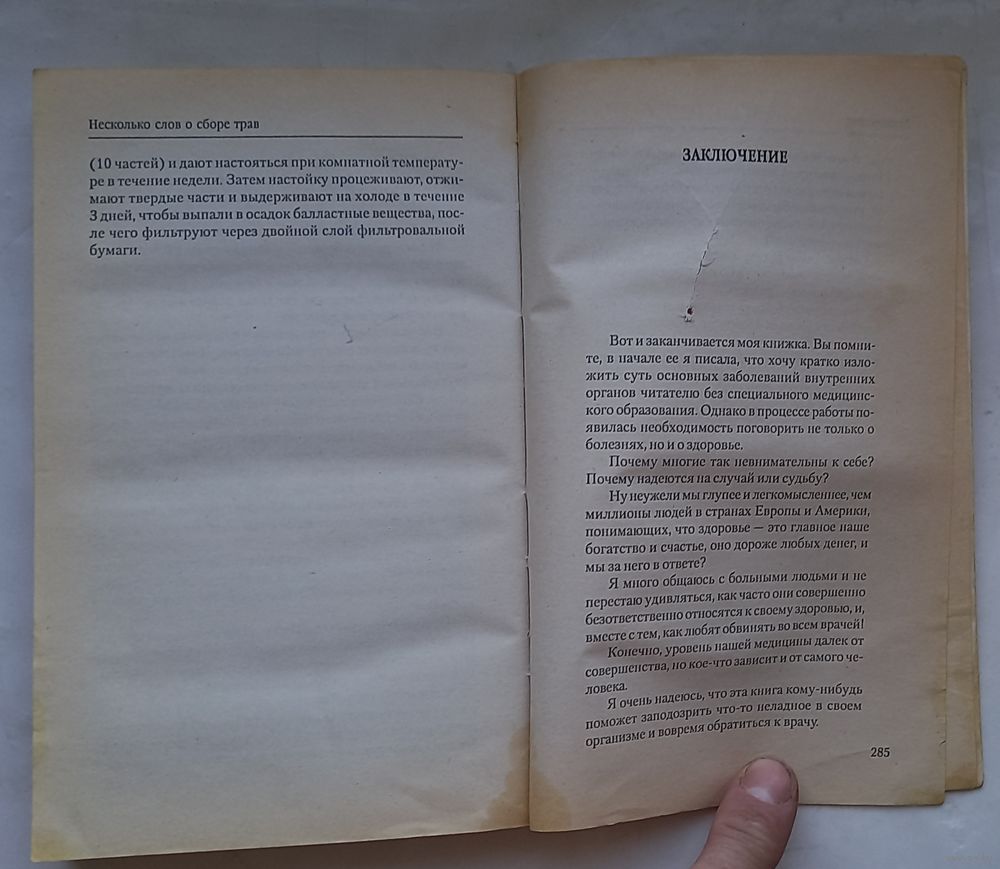 Несколько слов о сборе трав
(10 частей) и дают настояться при комнатной температу-
ре в течение недели. Затем настойку процеживают, отжи-
мают твердые части и выдерживают на холоде в течение
3 дней, чтобы выпали в осадок балластные вещества, пос-
ле чего фильтруют через двойной слой фильтровальной
бумаги.
ЗАКЛЮЧЕНИЕ
Вот и заканчивается моя книжка. Вы помни-
те, в начале ее я писала, что хочу кратко изло-
жить суть основных заболеваний внутренних
органов читателю без специального медицинс-
кого образования. Однако в процессе работы по-
явилась необходимость поговорить не только о
болезнях, но и о здоровье.
Почему многие так невнимательны к себе?
Почему надеются на случай или судьбу?
Ну неужели мы глупее и легкомысленнее, чем
миллионы людей в странах Европы и Америки,
понимающих, что здоровье — это главное наше
богатство и счастье, оно дороже любых денег, и
мы за него в ответе?
Я много общаюсь с больными людьми и не
перестаю удивляться, как часто они совершенно
безответственно относятся к своему здоровью, и,
вместе с тем, как любят обвинять во всем врачей!
Конечно, уровень нашей медицины далек от
совершенства, но кое-что зависит и от самого че-
ловека.
Я очень надеюсь, что эта книга кому-нибудь
поможет заподозрить что-то неладное в своем
организме и вовремя обратиться к врачу.
285